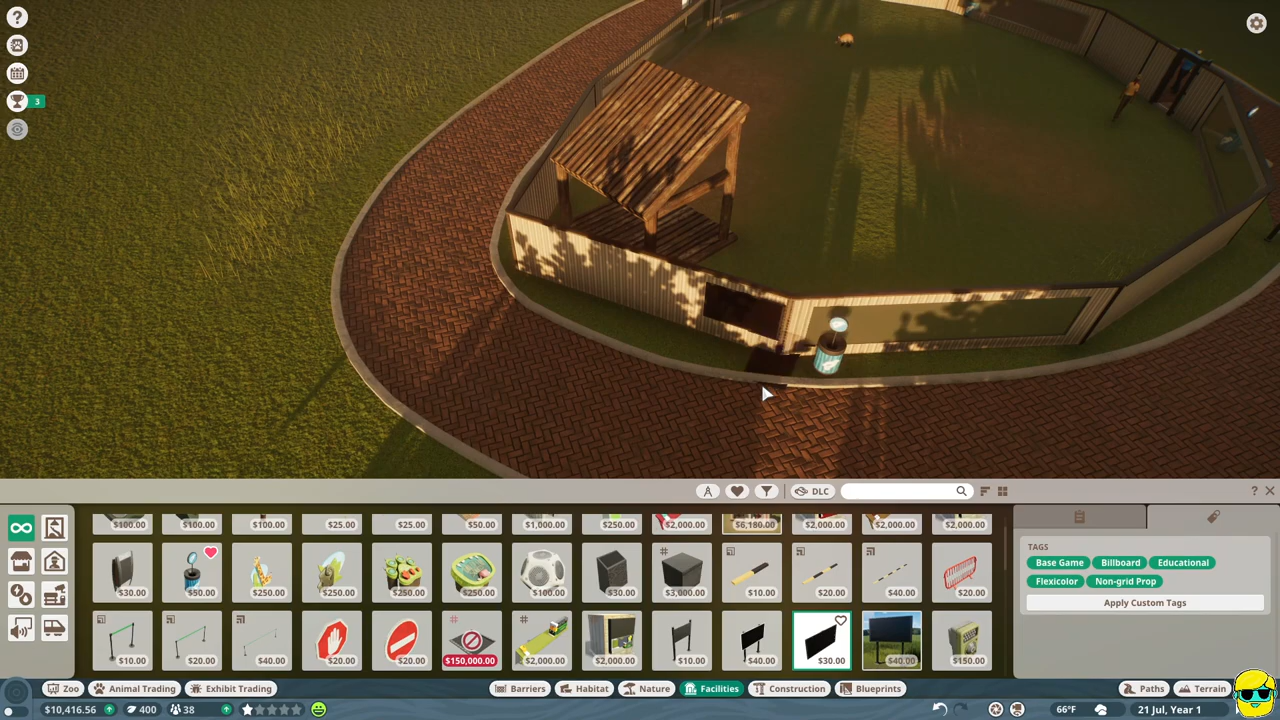 ?
3
DLC
? X
$100.00 $100.00 $100.00 $25.00 $25.00 $50.00 $1,000.00 $250.00 $2,000.00 $6,180.00 $2,000.00 $2,000.00 $2,000.00
$30.00 $50.00 $250.00 $250.00 $250.00 $250.00 $100.00 $30.00 $3,000.00 $10.00 $20.00 $40.00 $20.00
$10.00 $20.00 $40.00 $20.00 $20.00 $150,000.00 $2,000.00 $2,000.00 $10.00 $40.00 $30.00 $40.00 $150.00
TAGS
Base Game Billboard Educational
Flexicolor Non-grid Prop
Apply Custom Tags
Zoo Animal Trading Exhibit Trading Barriers Habitat Nature Facilities Construction Blueprints Paths Terrain
$10,416.56 400 38 66°F 21 Jul, Year 1